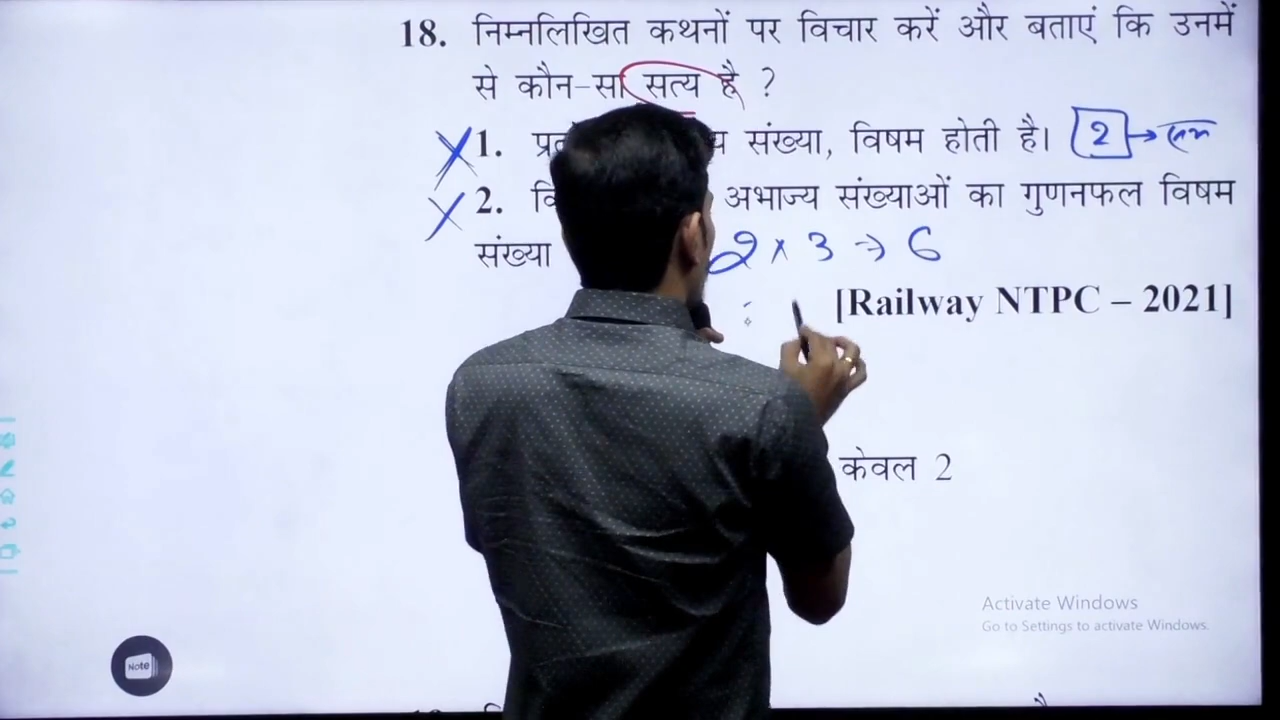 18. निम्नलिखित कथनों पर विचार करें और बताएं कि उनमें
से कौन-सा सत्य है ?
1. संख्या, विषम होती है। 2 →
2. अभाज्य संख्याओं का गुणनफल विषम
संख्या 2 × 3 → 6
[Railway NTPC – 2021]
केवल 2
Activate Windows
Go to Settings to activate Windows.
Note